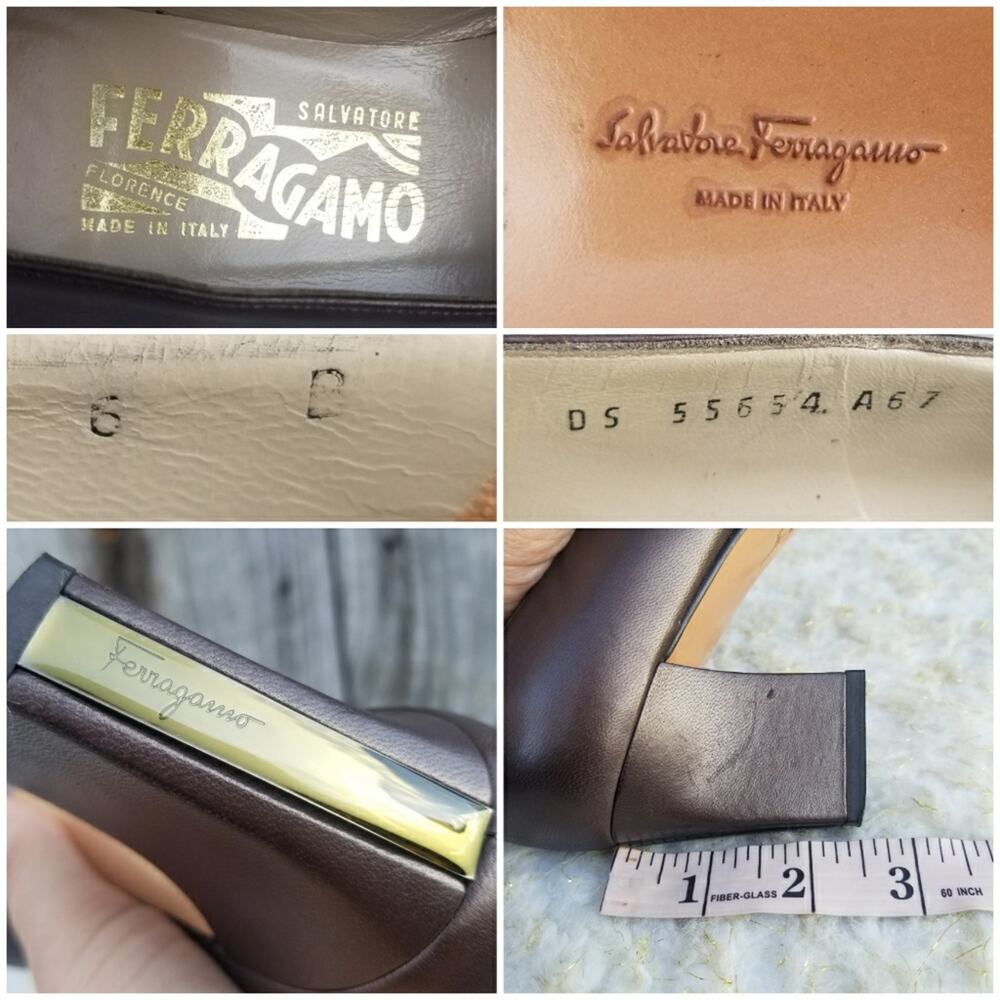 SALVATORE
FERRAGAMO
FLORENCE
MADE IN ITALY
Salvatore Ferragamo
MADE IN ITALY
6 B
DS 55654 A67
Ferragamo
1 FIBER-GLASS 2 3 60 INCH